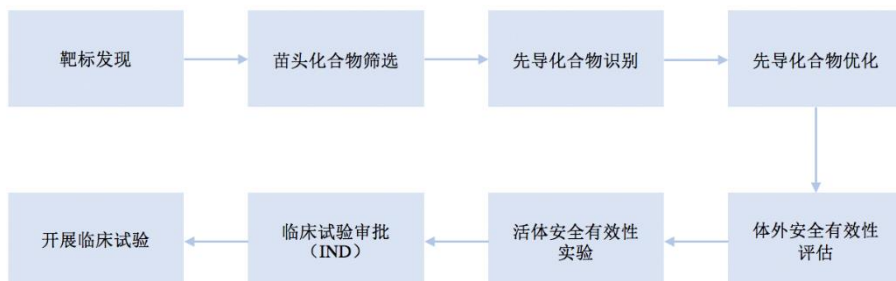 靶标发现
苗头化合物筛选
先导化合物识别
先导化合物优化
体外安全有效性
评估
活体安全有效性
实验
临床试验审批
（IND）
开展临床试验